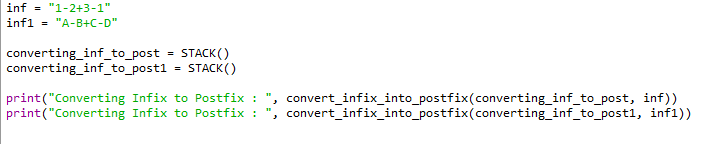 inf = "1-2+3-1"
inf1 = "A-B+C-D"
converting_inf_to_post = STACK()
converting_inf_to_post1 = STACK()
print("Converting Infix to Postfix : ", convert_infix_into_postfix(converting_inf_to_post, inf))
print("Converting Infix to Postfix : ", convert_infix_into_postfix(converting_inf_to_post1, inf1))